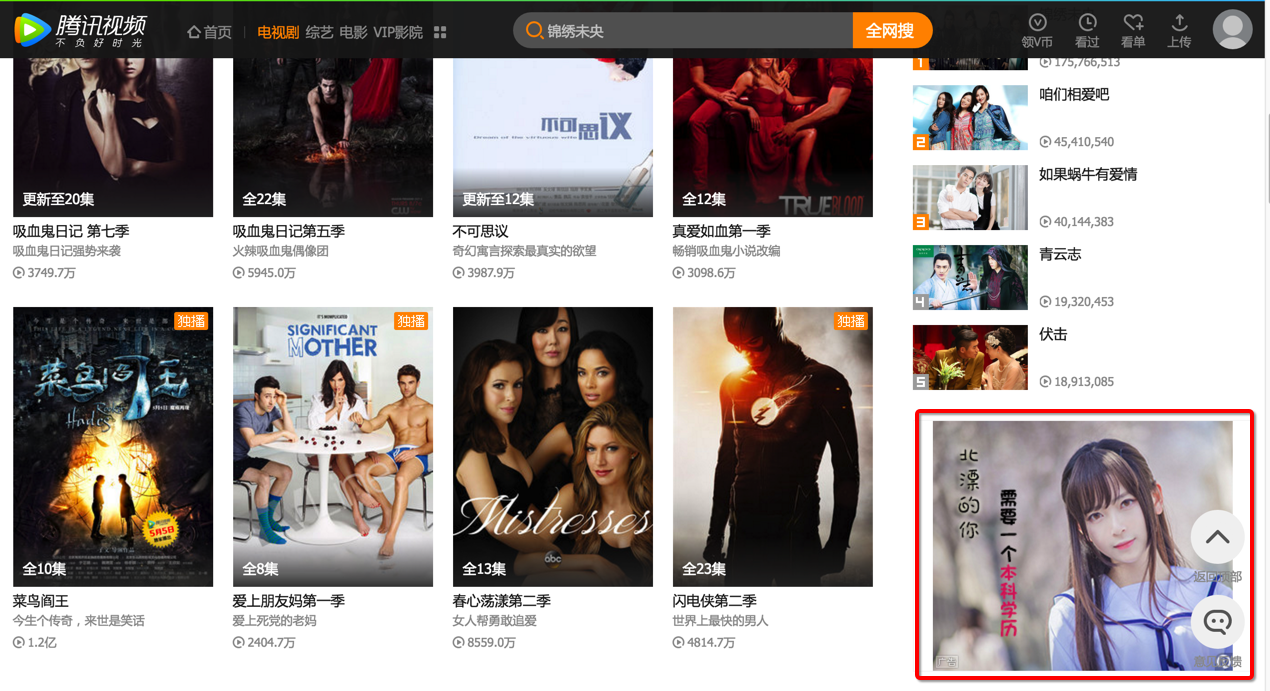 腾讯视频
不负好时光
首页
电视剧 综艺 电影 VIP影院
锦绣未央
全网搜
领V币
看过
看单
上传
更新至20集
吸血鬼日记 第七季
吸血鬼日记强势来袭
3749.7万
全22集
吸血鬼日记第五季
火辣吸血鬼偶像团
5945.0万
不可思议
Dream of the virtuous wife
更新至12集
不可思议
奇幻寓言探索最真实的欲望
3987.9万
TRUE BLOOD
全12集
真爱如血第一季
畅销吸血鬼小说改编
3098.6万
独播
菜鸟阎王
5月5日
全10集
菜鸟阎王
今生个传奇，来世是笑话
1.2亿
IT'S COMPLICATED
SIGNIFICANT
MOTHER
独播
全8集
爱上朋友妈第一季
爱上死党的老妈
2404.7万
Mistresses
abc
全13集
春心荡漾第二季
女人帮勇敢追爱
8559.0万
独播
全23集
闪电侠第二季
世界上最快的男人
4814.7万
1
175,766,513
2
咱们相爱吧
45,410,540
3
如果蜗牛有爱情
40,144,383
4
青云志
19,320,453
5
伏击
18,913,085
北漂的你
需要一个本科学历
返回顶部
广告